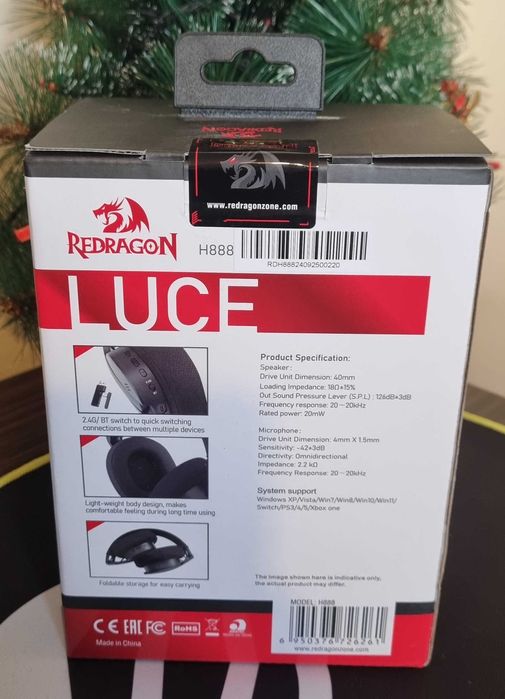 REDRAGON
www.redragonzone.com
REDRAGON
H888
RDH88824092500220
LUCE
2.4G/ BT switch to quick switching
connections between multiple devices
Light-weight body design, makes
comfortable feeling during long time using
Foldable storage for easy carrying
Product Specification:
Speaker:
Drive Unit Dimension: 40mm
Loading Impedance: 18Ω±15%
Out Sound Pressure Level (S.P.L) : 126dB±3dB
Frequency response: 20~20kHz
Rated power: 20mW
Microphone:
Drive Unit Dimension: 4mm X 1.5mm
Sensitivity: -42±3dB
Directivity: Omnidirectional
Impedance: 2.2 kΩ
Frequency Response: 20~20kHz
System support
Windows XP/Vista/Win7/Win8/Win10/Win11/
Switch/PS3/4/5/Xbox one
The image shown here is indicative only,
the actual product may differ.
MODEL: H888
6 950376 726261
www.redragonzone.com
CE EAC FC RoHS
Made in China